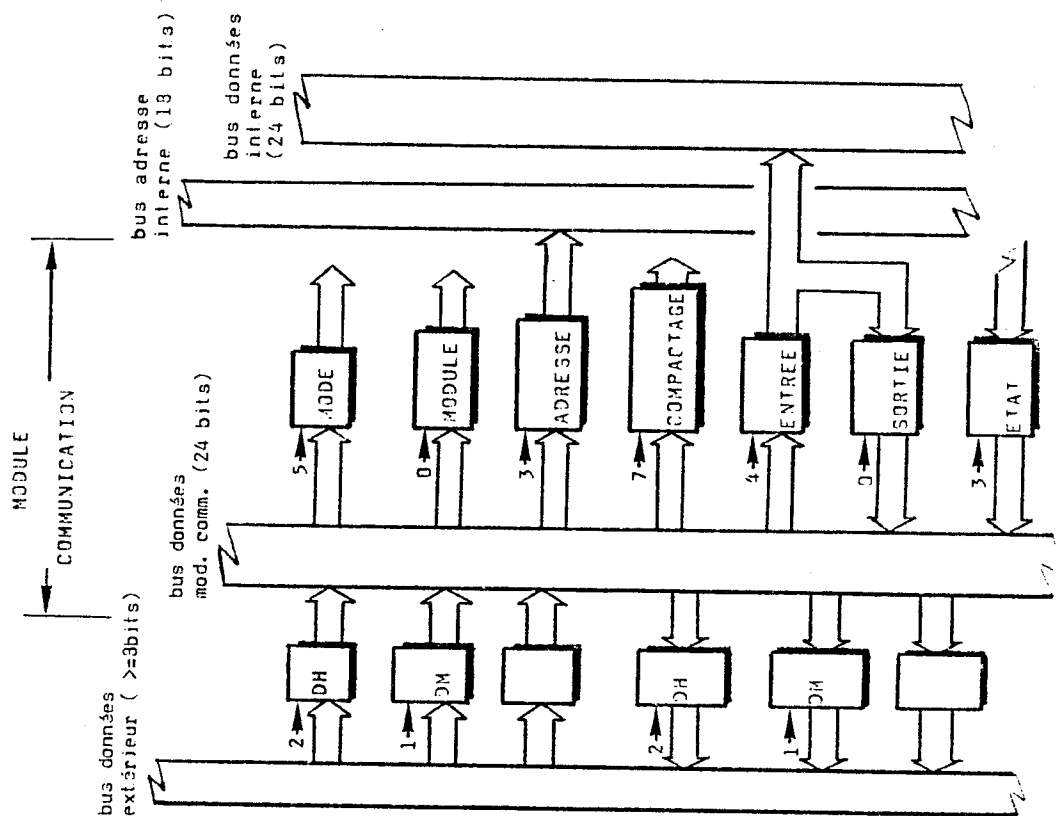 MODULE
COMMUNICATION
bus données
extérieur ( >=8bits)
bus données
mod. comm. (24 bits)
bus adresse
interne (18 bits)
bus données
interne
(24 bits)
2
DH
1
DM
2
DH
1
DM
5
MODE
0
MODULE
3
ADRESSE
7
COMPACTAGE
4
ENTREE
0
SORTIE
3
ETAT